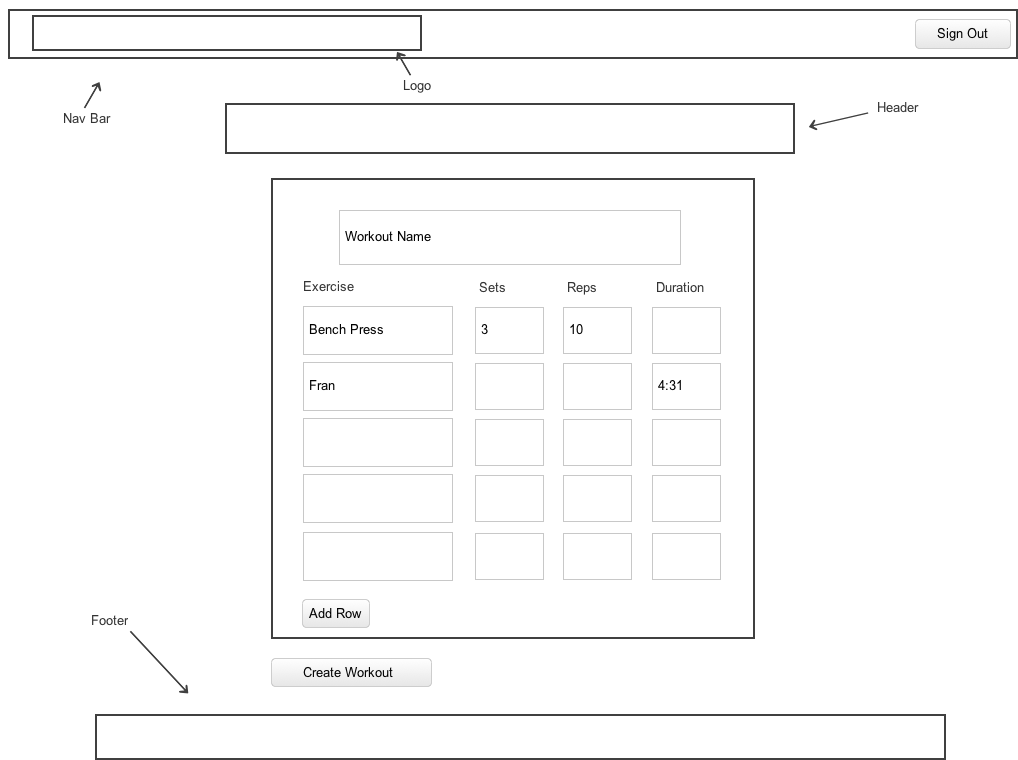 Sign Out
Logo
Nav Bar
Header
Workout Name
Exercise Sets Reps Duration
Bench Press 3 10
Fran 4:31
Add Row
Footer
Create Workout